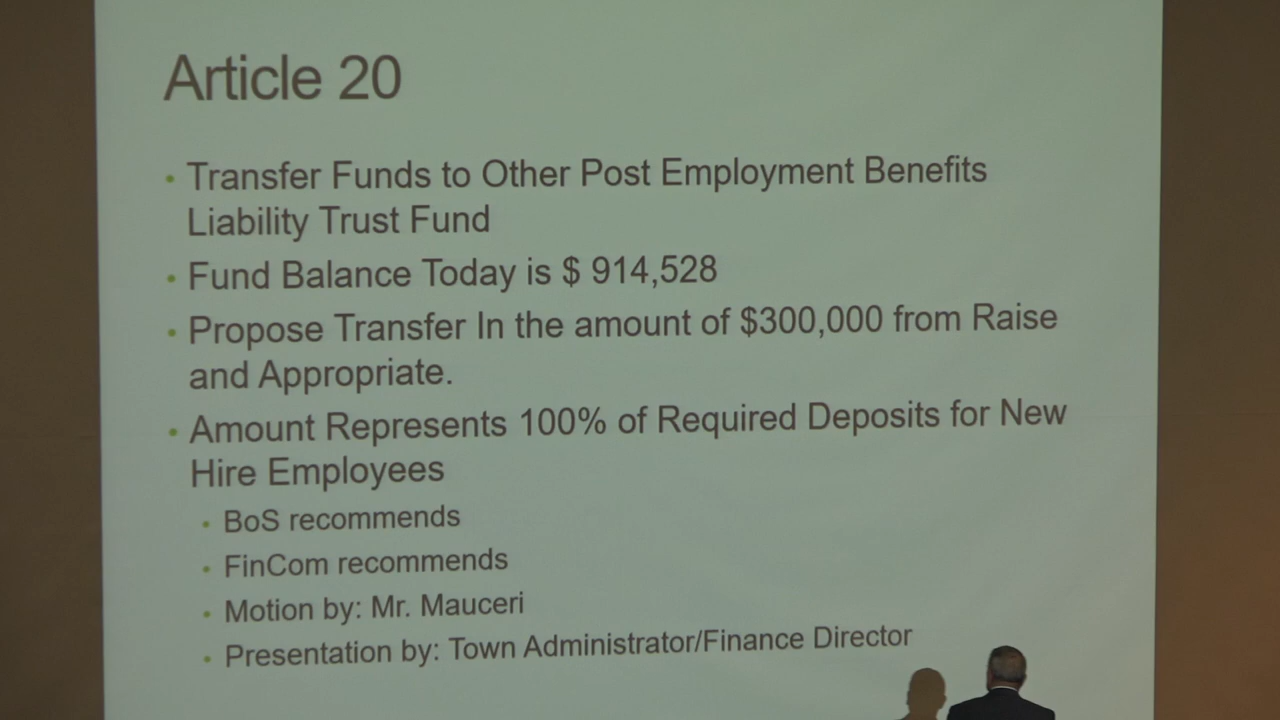 Article 20
• Transfer Funds to Other Post Employment Benefits
Liability Trust Fund
• Fund Balance Today is $ 914,528
• Propose Transfer In the amount of $300,000 from Raise
and Appropriate.
• Amount Represents 100% of Required Deposits for New
Hire Employees
• BoS recommends
• FinCom recommends
• Motion by: Mr. Mauceri
• Presentation by: Town Administrator/Finance Director